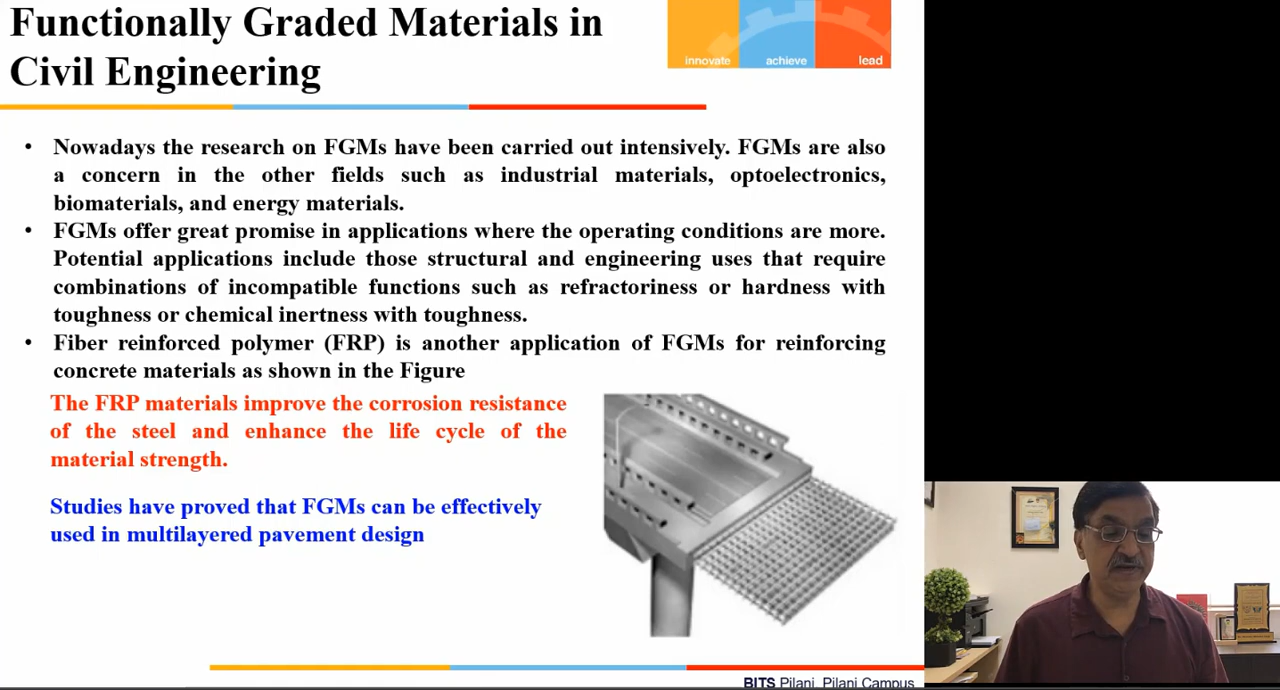 Functionally Graded Materials in
Civil Engineering
innovate achieve lead
• Nowadays the research on FGMs have been carried out intensively. FGMs are also
a concern in the other fields such as industrial materials, optoelectronics,
biomaterials, and energy materials.
• FGMs offer great promise in applications where the operating conditions are more.
Potential applications include those structural and engineering uses that require
combinations of incompatible functions such as refractoriness or hardness with
toughness or chemical inertness with toughness.
• Fiber reinforced polymer (FRP) is another application of FGMs for reinforcing
concrete materials as shown in the Figure
The FRP materials improve the corrosion resistance
of the steel and enhance the life cycle of the
material strength.
Studies have proved that FGMs can be effectively
used in multilayered pavement design
BITS Pilani, Pilani Campus